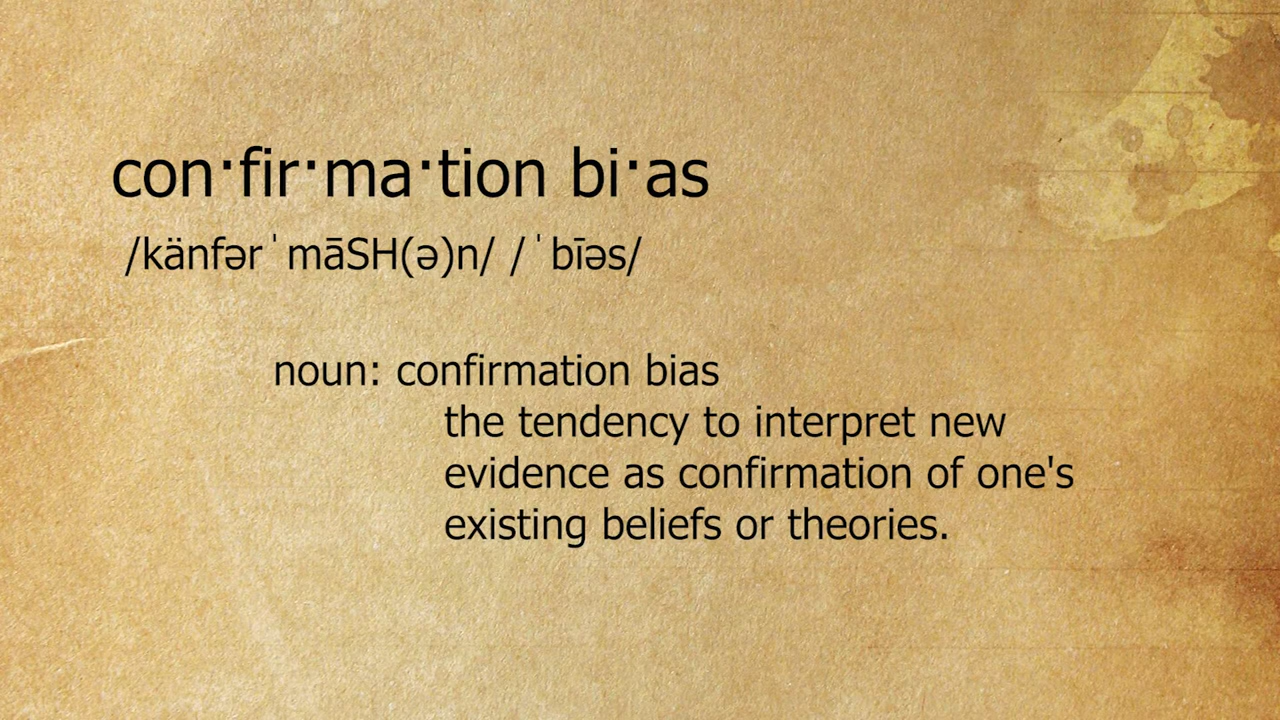 con·fir·ma·tion bi·as
/känfərˈmāSH(ə)n/ /ˈbīəs/
noun: confirmation bias
the tendency to interpret new
evidence as confirmation of one's
existing beliefs or theories.